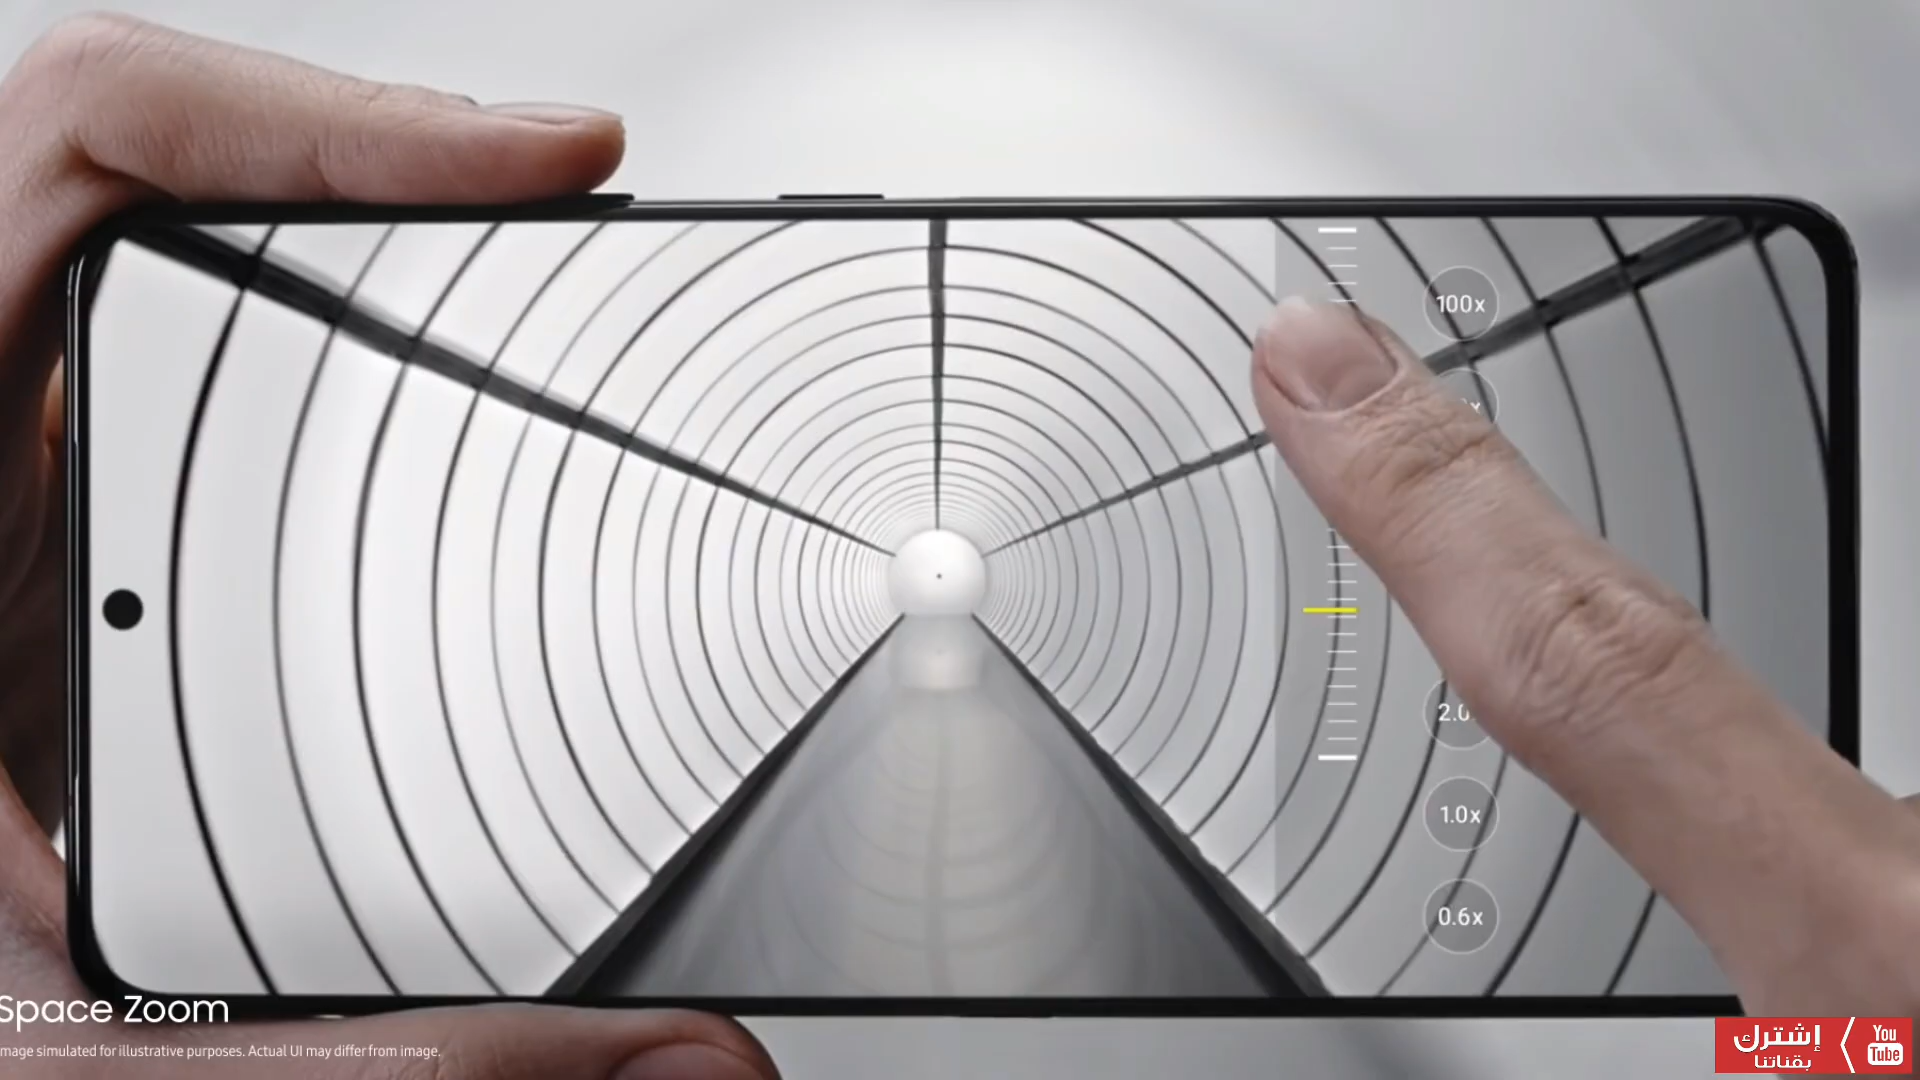 100x
2.0
1.0x
0.6x
Space Zoom
mage simulated for illustrative purposes. Actual UI may differ from image.
إشترك
بقناتنا
You
Tube